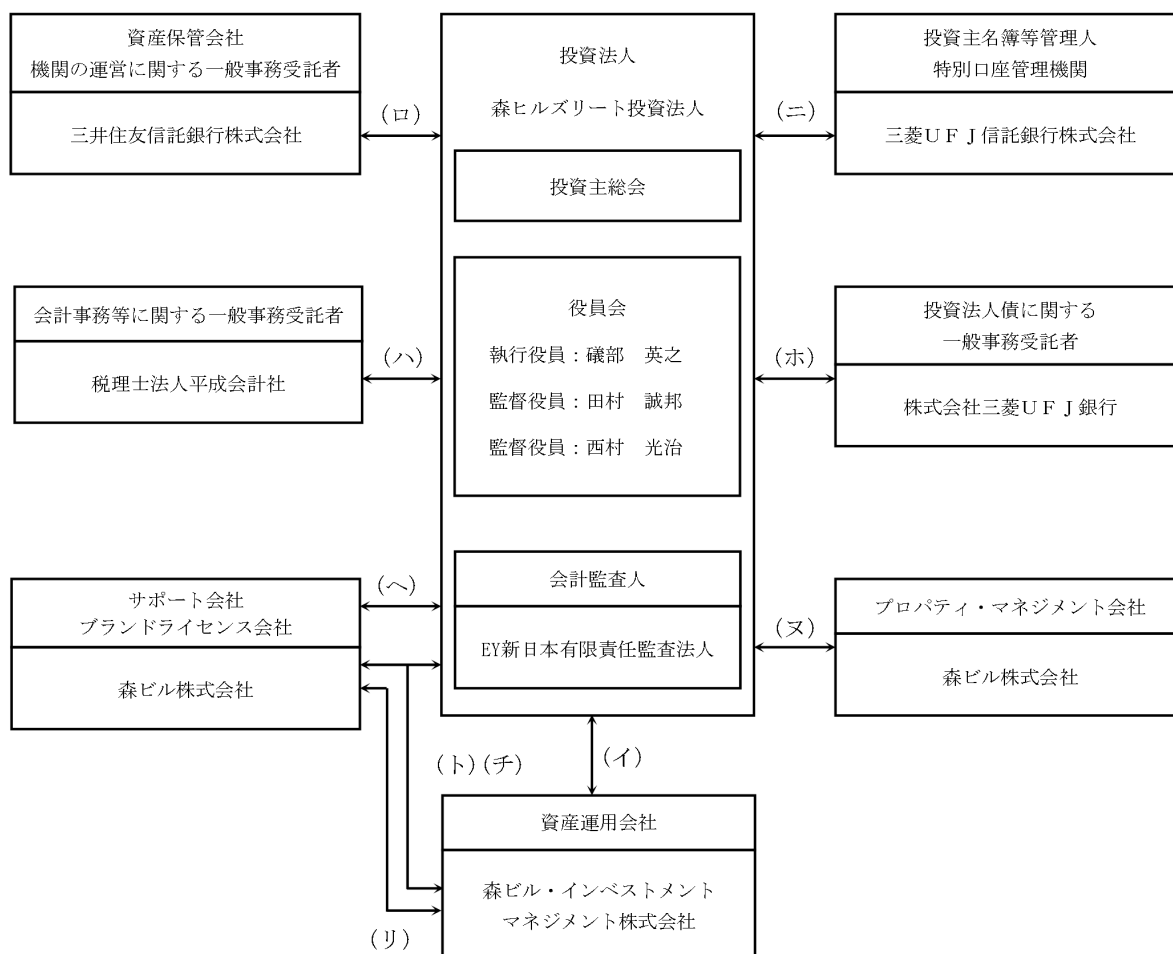 資産保管会社
機関の運営に関する一般事務受託者
三井住友信託銀行株式会社
(ロ)
投資法人
森ヒルズリート投資法人
投資主総会
(ニ)
投資主名簿等管理人
特別口座管理機関
三菱UFJ信託銀行株式会社
会計事務等に関する一般事務受託者
税理士法人平成会計社
(ハ)
役員会
執行役員：礒部　英之
監督役員：田村　誠邦
監督役員：西村　光治
(ホ)
投資法人債に関する
一般事務受託者
株式会社三菱UFJ銀行
サポート会社
ブランドライセンス会社
森ビル株式会社
(ヘ)
会計監査人
EY新日本有限責任監査法人
(ヌ)
プロパティ・マネジメント会社
森ビル株式会社
(ト)(チ)
(イ)
資産運用会社
森ビル・インベストメント
マネジメント株式会社
(リ)